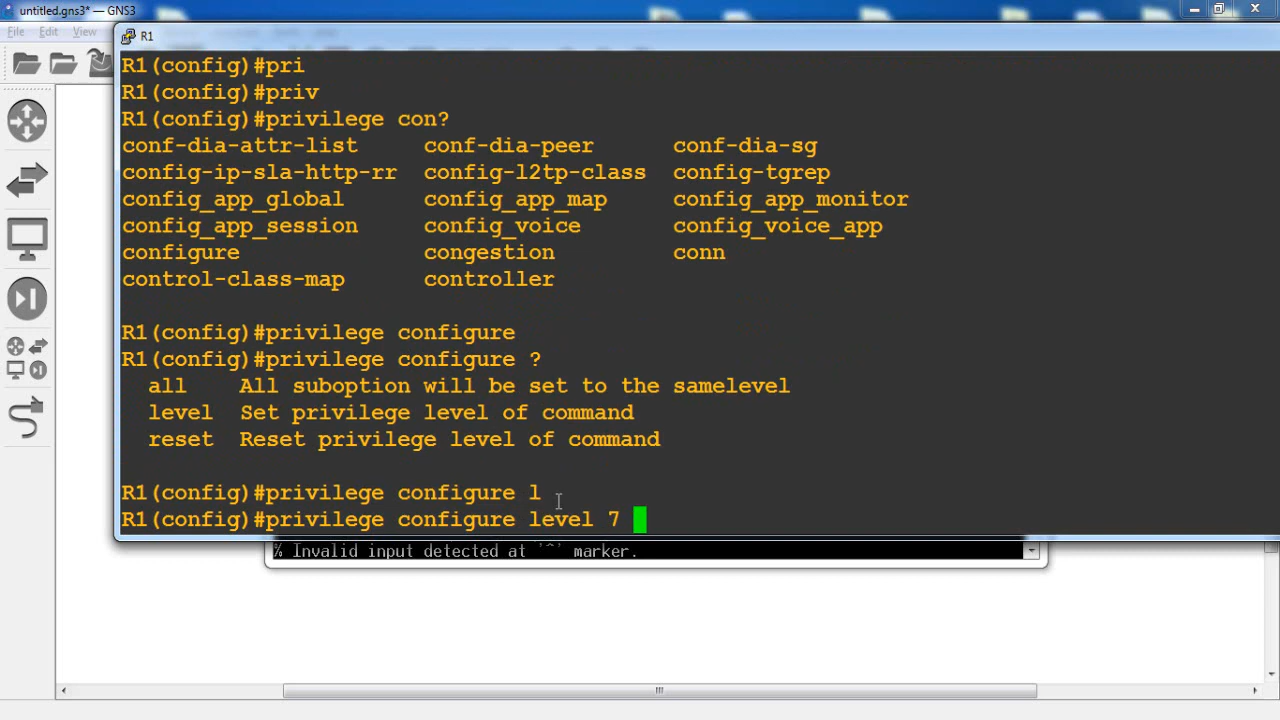 untitled.gns3* — GNS3
File Edit View
R1
R1(config)#pri
R1(config)#priv
R1(config)#privilege con?
conf-dia-attr-list conf-dia-peer conf-dia-sg
config-ip-sla-http-rr config-l2tp-class config-tgrep
config_app_global config_app_map config_app_monitor
config_app_session config_voice config_voice_app
configure congestion conn
control-class-map controller
R1(config)#privilege configure
R1(config)#privilege configure ?
all All suboption will be set to the samelevel
level Set privilege level of command
reset Reset privilege level of command
R1(config)#privilege configure l
R1(config)#privilege configure level 7
% Invalid input detected at '^' marker.